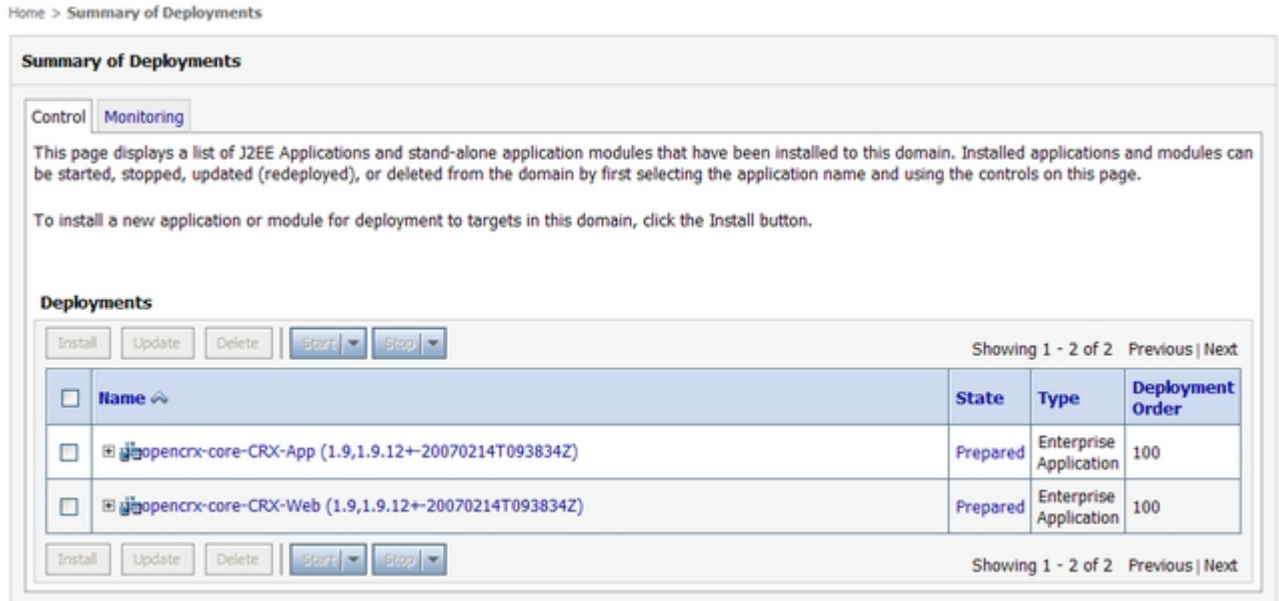 Home > Summary of Deployments
Summary of Deployments
Control Monitoring
This page displays a list of J2EE Applications and stand-alone application modules that have been installed to this domain. Installed applications and modules can
be started, stopped, updated (redeployed), or deleted from the domain by first selecting the application name and using the controls on this page.
To install a new application or module for deployment to targets in this domain, click the Install button.
Deployments
Install Update Delete Start Stop Showing 1 - 2 of 2 Previous | Next
Name State Type Deployment
Order
opencrx-core-CRX-App (1.9,1.9.12+-20070214T093834Z) Prepared Enterprise
Application 100
opencrx-core-CRX-Web (1.9,1.9.12+-20070214T093834Z) Prepared Enterprise
Application 100
Install Update Delete Start Stop Showing 1 - 2 of 2 Previous | Next